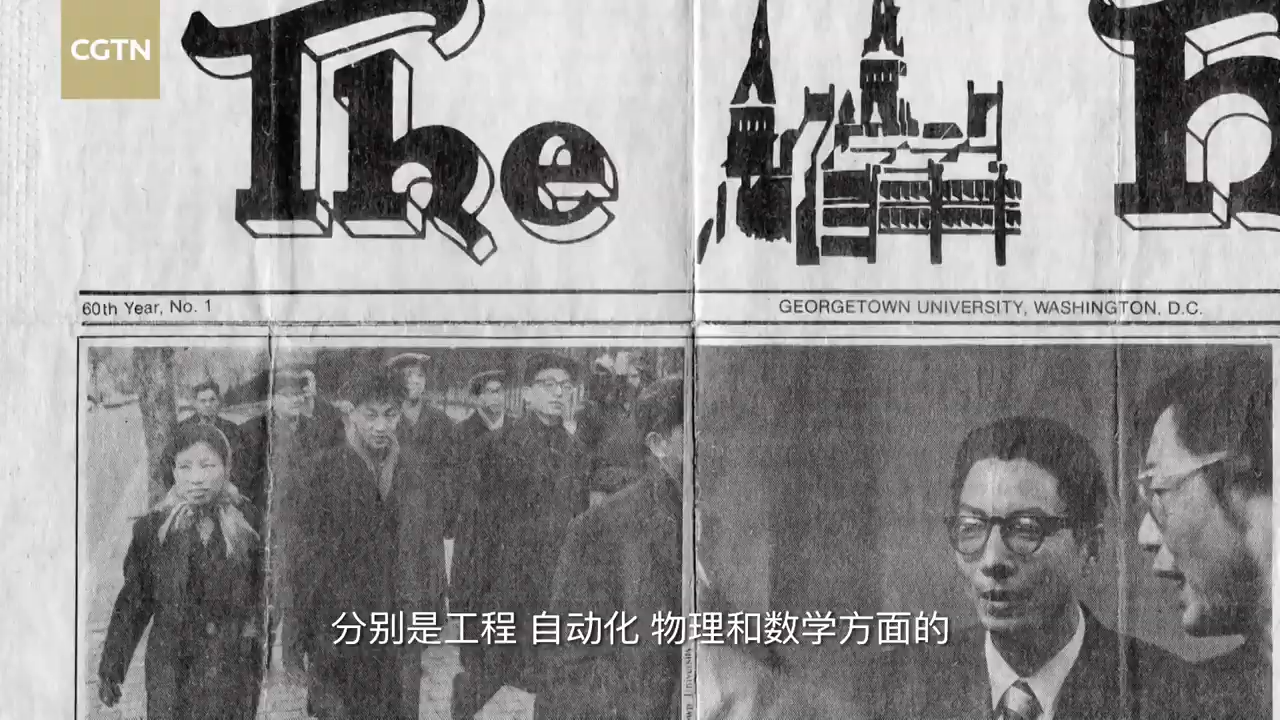 CGTN
The H
60th Year, No. 1
GEORGETOWN UNIVERSITY, WASHINGTON, D.C.
分别是工程 自动化 物理和数学方面的